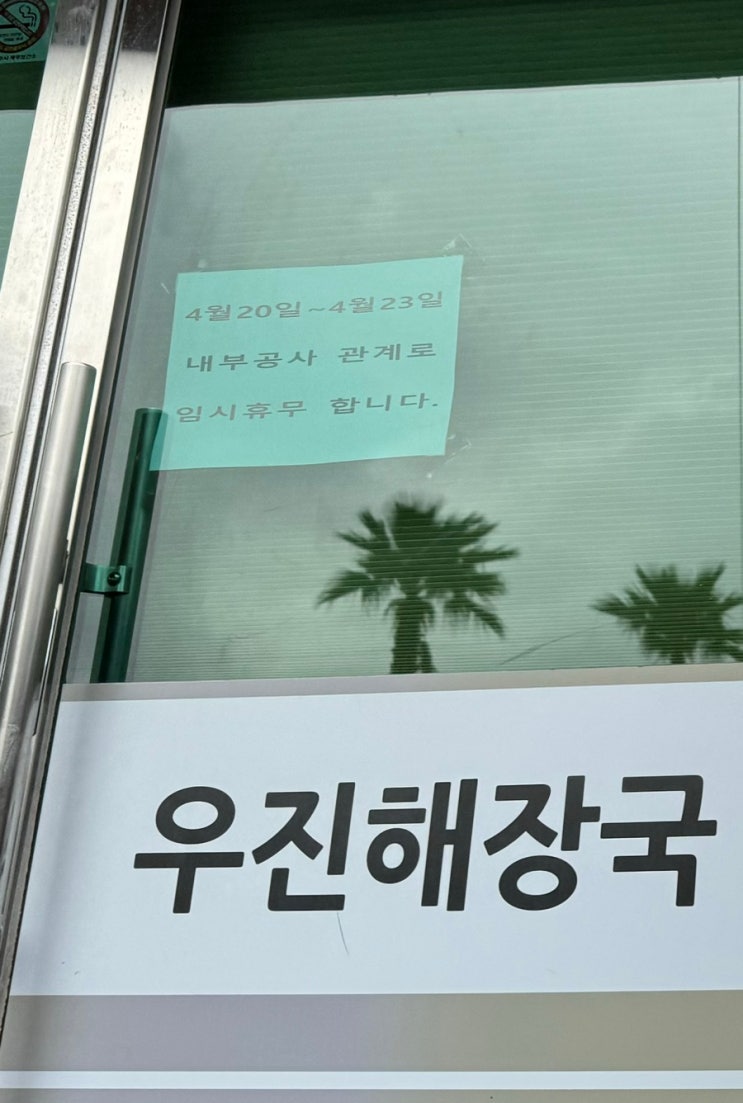 4월20일~4월23일
내부공사 관계로
임시휴무 합니다.
우진해장국